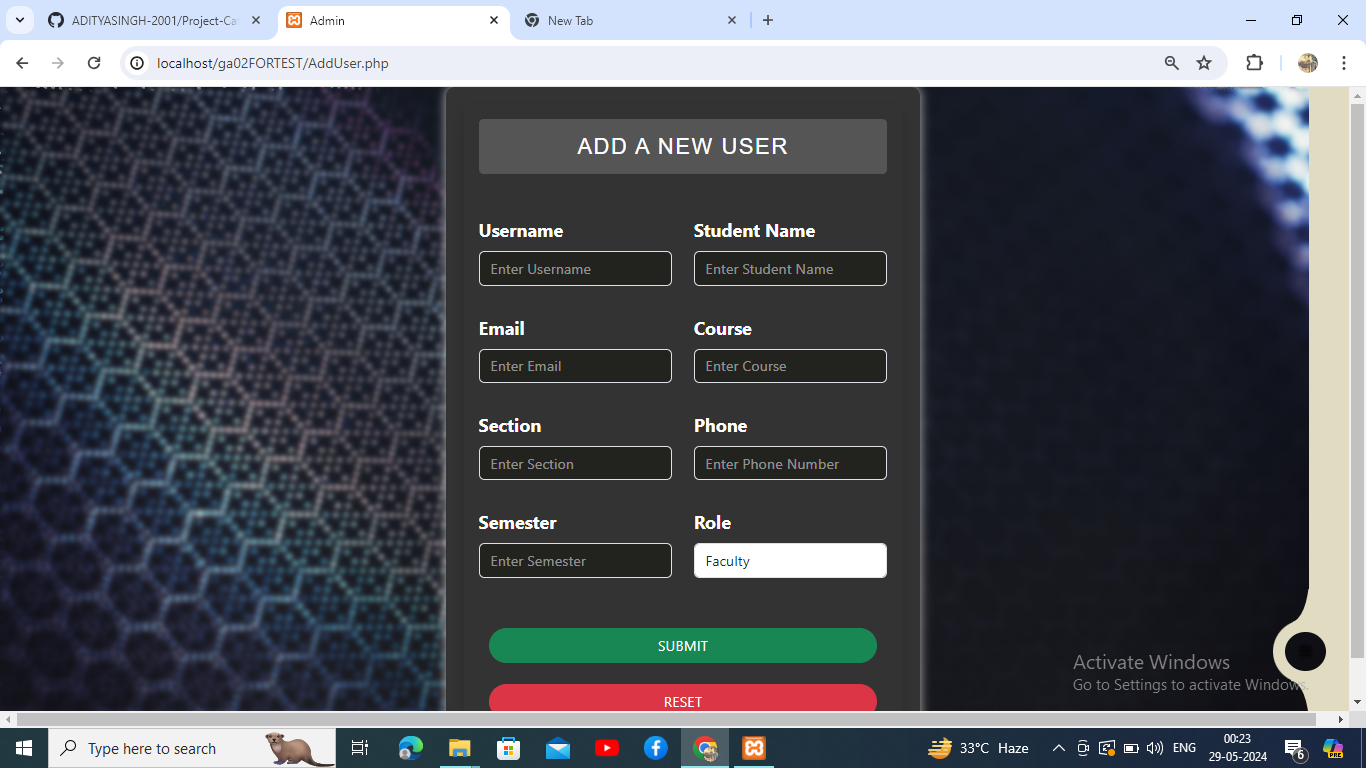 ADITYASINGH-2001/Project-Ca
Admin
New Tab
localhost/ga02FORTEST/AddUser.php
ADD A NEW USER
Username
Student Name
Enter Username
Enter Student Name
Email
Course
Enter Email
Enter Course
Section
Phone
Enter Section
Enter Phone Number
Semester
Role
Enter Semester
Faculty
SUBMIT
RESET
Activate Windows
Go to Settings to activate Windows.
Type here to search
33°C Haze
ENG
00:23
29-05-2024
6
PRE